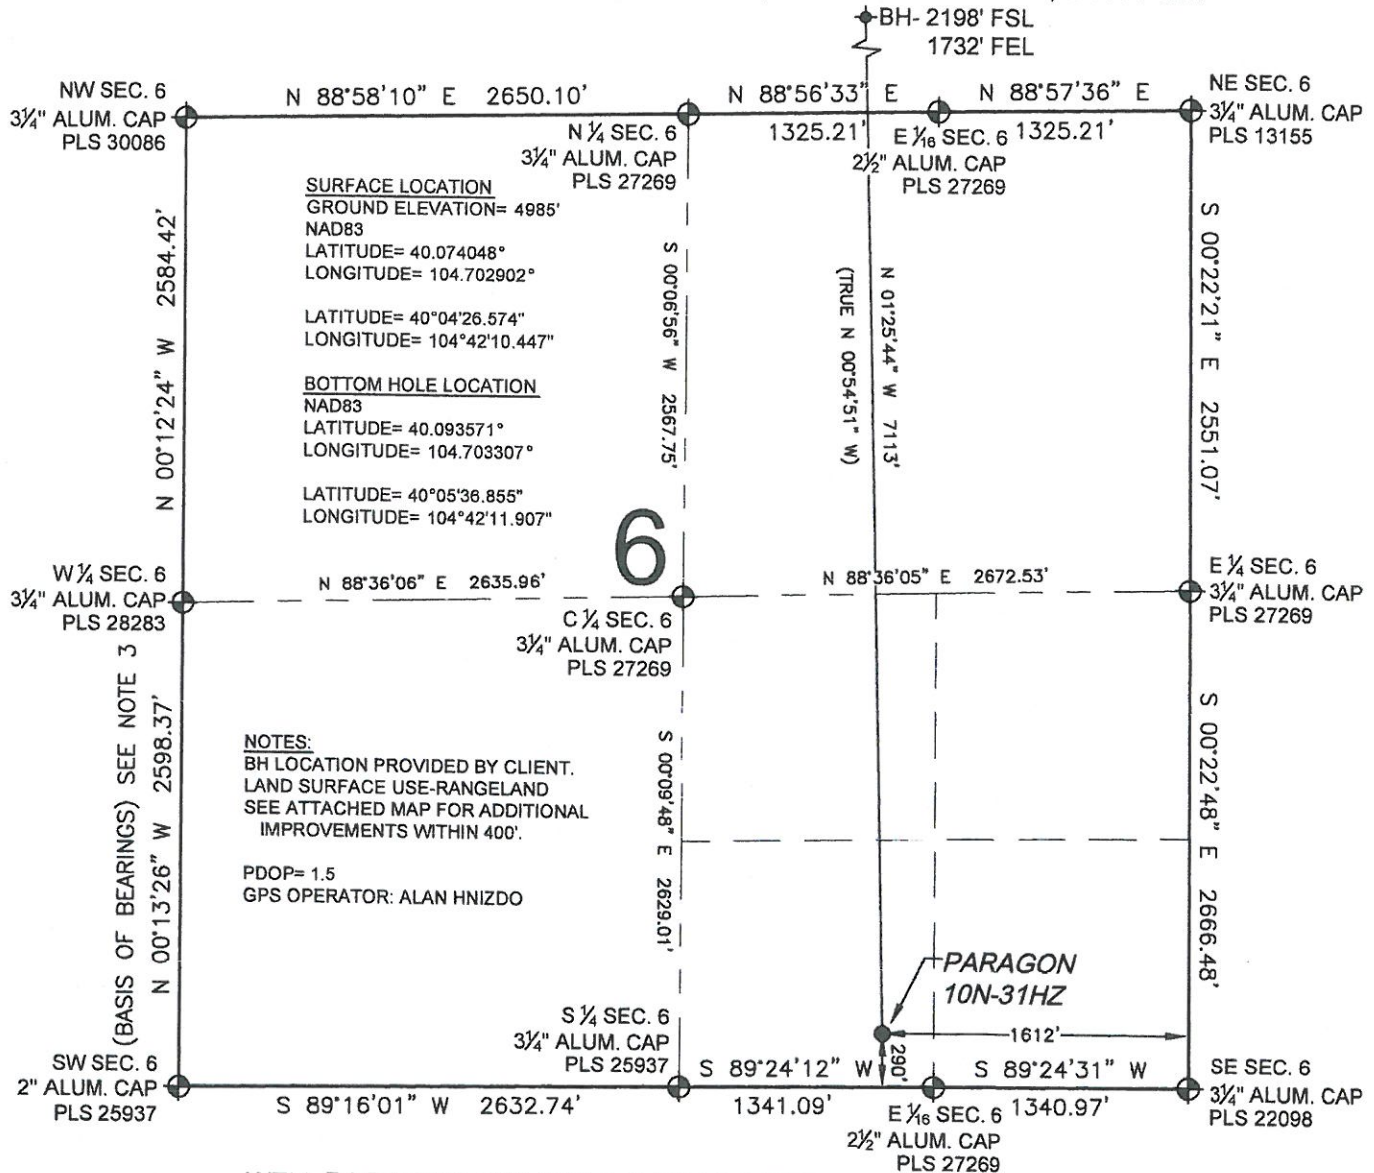 BH- 2198' FSL
1732' FEL
NW SEC. 6
3¼" ALUM. CAP
PLS 30086
N 88°58'10" E 2650.10'
N ¼ SEC. 6
3¼" ALUM. CAP
PLS 27269
N 88°56'33" E
1325.21'
E ⅟16 SEC. 6
2½" ALUM. CAP
PLS 27269
N 88°57'36" E
1325.21'
NE SEC. 6
3¼" ALUM. CAP
PLS 13155
SURFACE LOCATION
GROUND ELEVATION= 4985'
NAD83
LATITUDE= 40.074048°
LONGITUDE= 104.702902°
LATITUDE= 40°04'26.574"
LONGITUDE= 104°42'10.447"
BOTTOM HOLE LOCATION
NAD83
LATITUDE= 40.093571°
LONGITUDE= 104.703307°
LATITUDE= 40°05'36.855"
LONGITUDE= 104°42'11.907"
N 00°12'24" W 2584.42'
S 00°06'56" W 2567.75'
N 01°25'44" W 7113'
(TRUE N 00°54'51" W)
S 00°22'21" E 2551.07'
6
W ¼ SEC. 6
3¼" ALUM. CAP
PLS 28283
N 88°36'06" E 2635.96'
C ¼ SEC. 6
3¼" ALUM. CAP
PLS 27269
N 88°36'05" E 2672.53'
E ¼ SEC. 6
3¼" ALUM. CAP
PLS 27269
(BASIS OF BEARINGS) SEE NOTE 3
N 00°13'26" W 2598.37'
NOTES:
BH LOCATION PROVIDED BY CLIENT.
LAND SURFACE USE-RANGELAND
SEE ATTACHED MAP FOR ADDITIONAL
IMPROVEMENTS WITHIN 400'.
PDOP= 1.5
GPS OPERATOR: ALAN HNIZDO
S 00°09'48" E 2629.01'
S 00°22'48" E 2666.48'
PARAGON
10N-31HZ
1612'
290'
SW SEC. 6
2" ALUM. CAP
PLS 25937
S 89°16'01" W 2632.74'
S ¼ SEC. 6
3¼" ALUM. CAP
PLS 25937
S 89°24'12" W
1341.09'
E ⅟16 SEC. 6
2½" ALUM. CAP
PLS 27269
S 89°24'31" W
1340.97'
SE SEC. 6
3¼" ALUM. CAP
PLS 22098